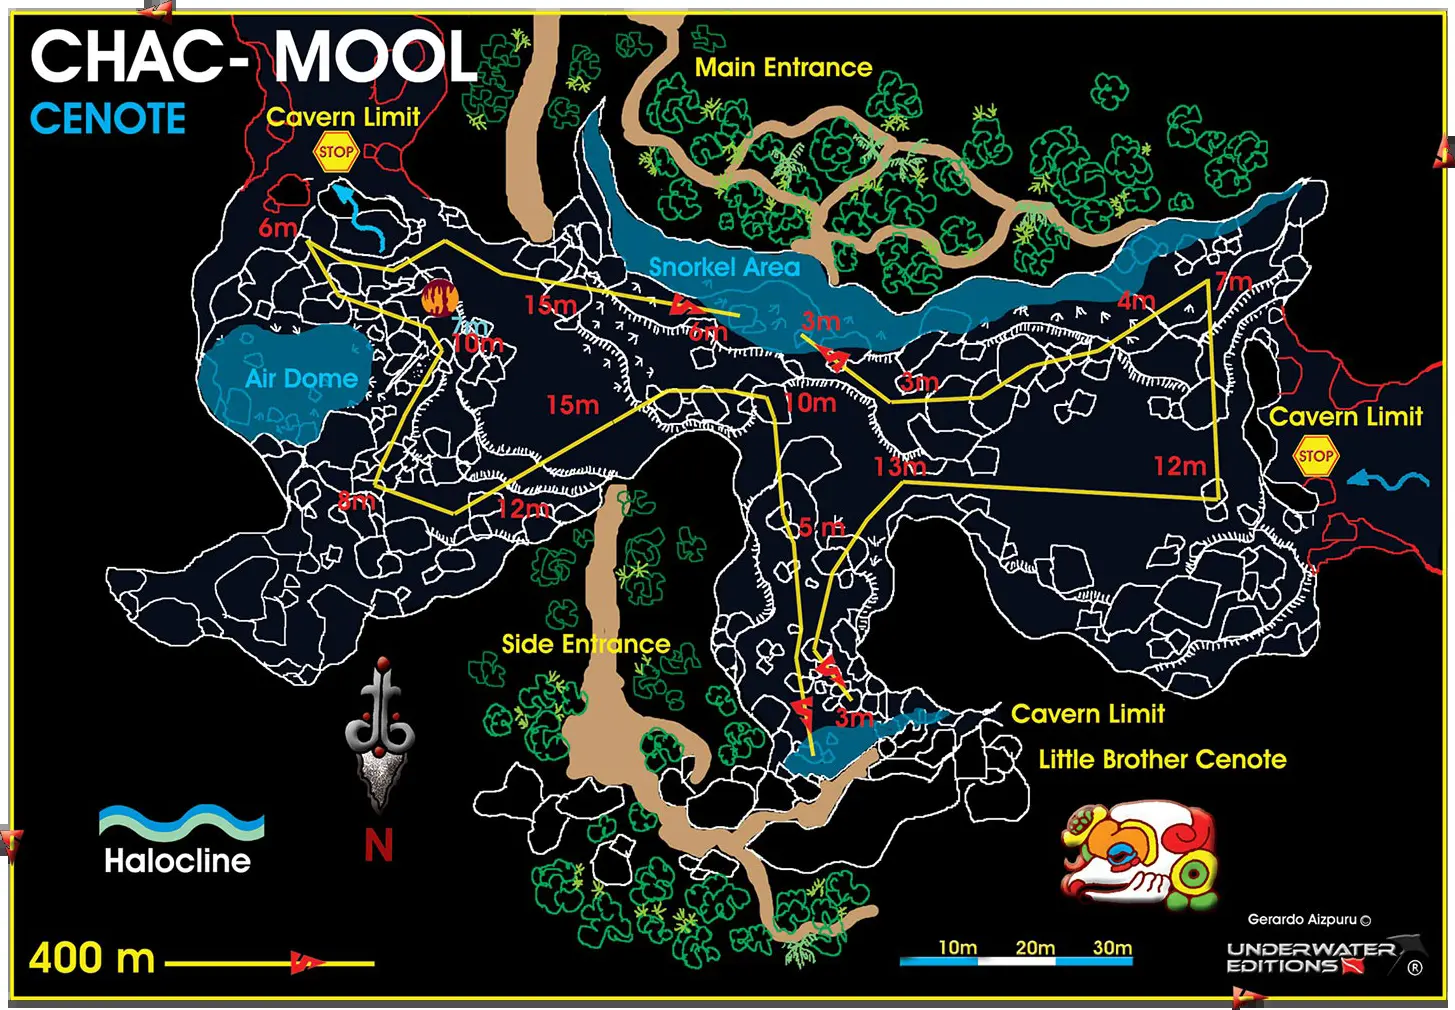 CHAC- MOOL
CENOTE
Cavern Limit
STOP
Main Entrance
6m
Snorkel Area
15m
6m
3m
4m
7m
7m
10m
Air Dome
3m
15m
10m
Cavern Limit
STOP
13m
12m
8m
12m
5 m
Side Entrance
3m
Cavern Limit
Little Brother Cenote
N
Halocline
400 m
10m 20m 30m
Gerardo Aizpuru ©
UNDERWATER
EDITIONS
®